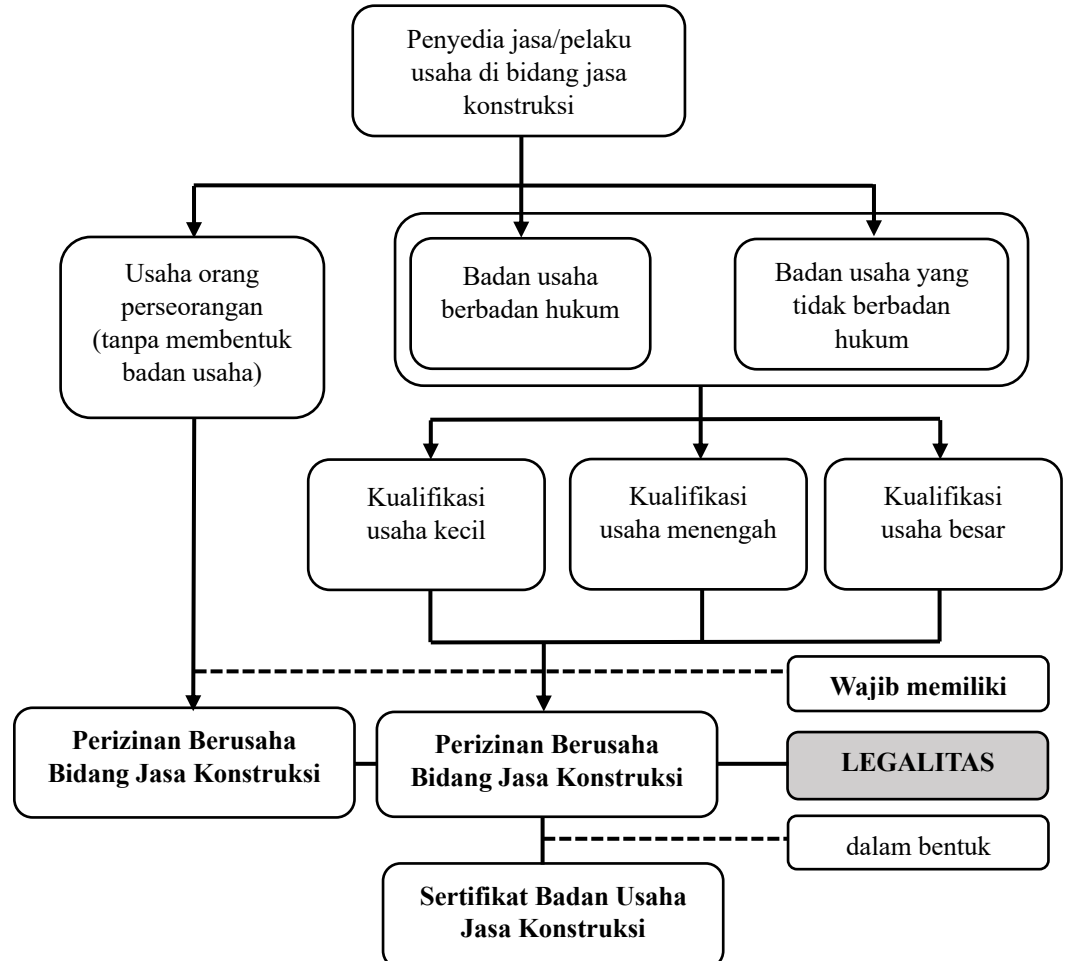 Penyedia jasa/pelaku
usaha di bidang jasa
konstruksi
Usaha orang
perseorangan
(tanpa membentuk
badan usaha)
Badan usaha
berbadan hukum
Badan usaha yang
tidak berbadan
hukum
Kualifikasi
usaha kecil
Kualifikasi
usaha menengah
Kualifikasi
usaha besar
Wajib memiliki
Perizinan Berusaha
Bidang Jasa Konstruksi
Perizinan Berusaha
Bidang Jasa Konstruksi
LEGALITAS
dalam bentuk
Sertifikat Badan Usaha
Jasa Konstruksi